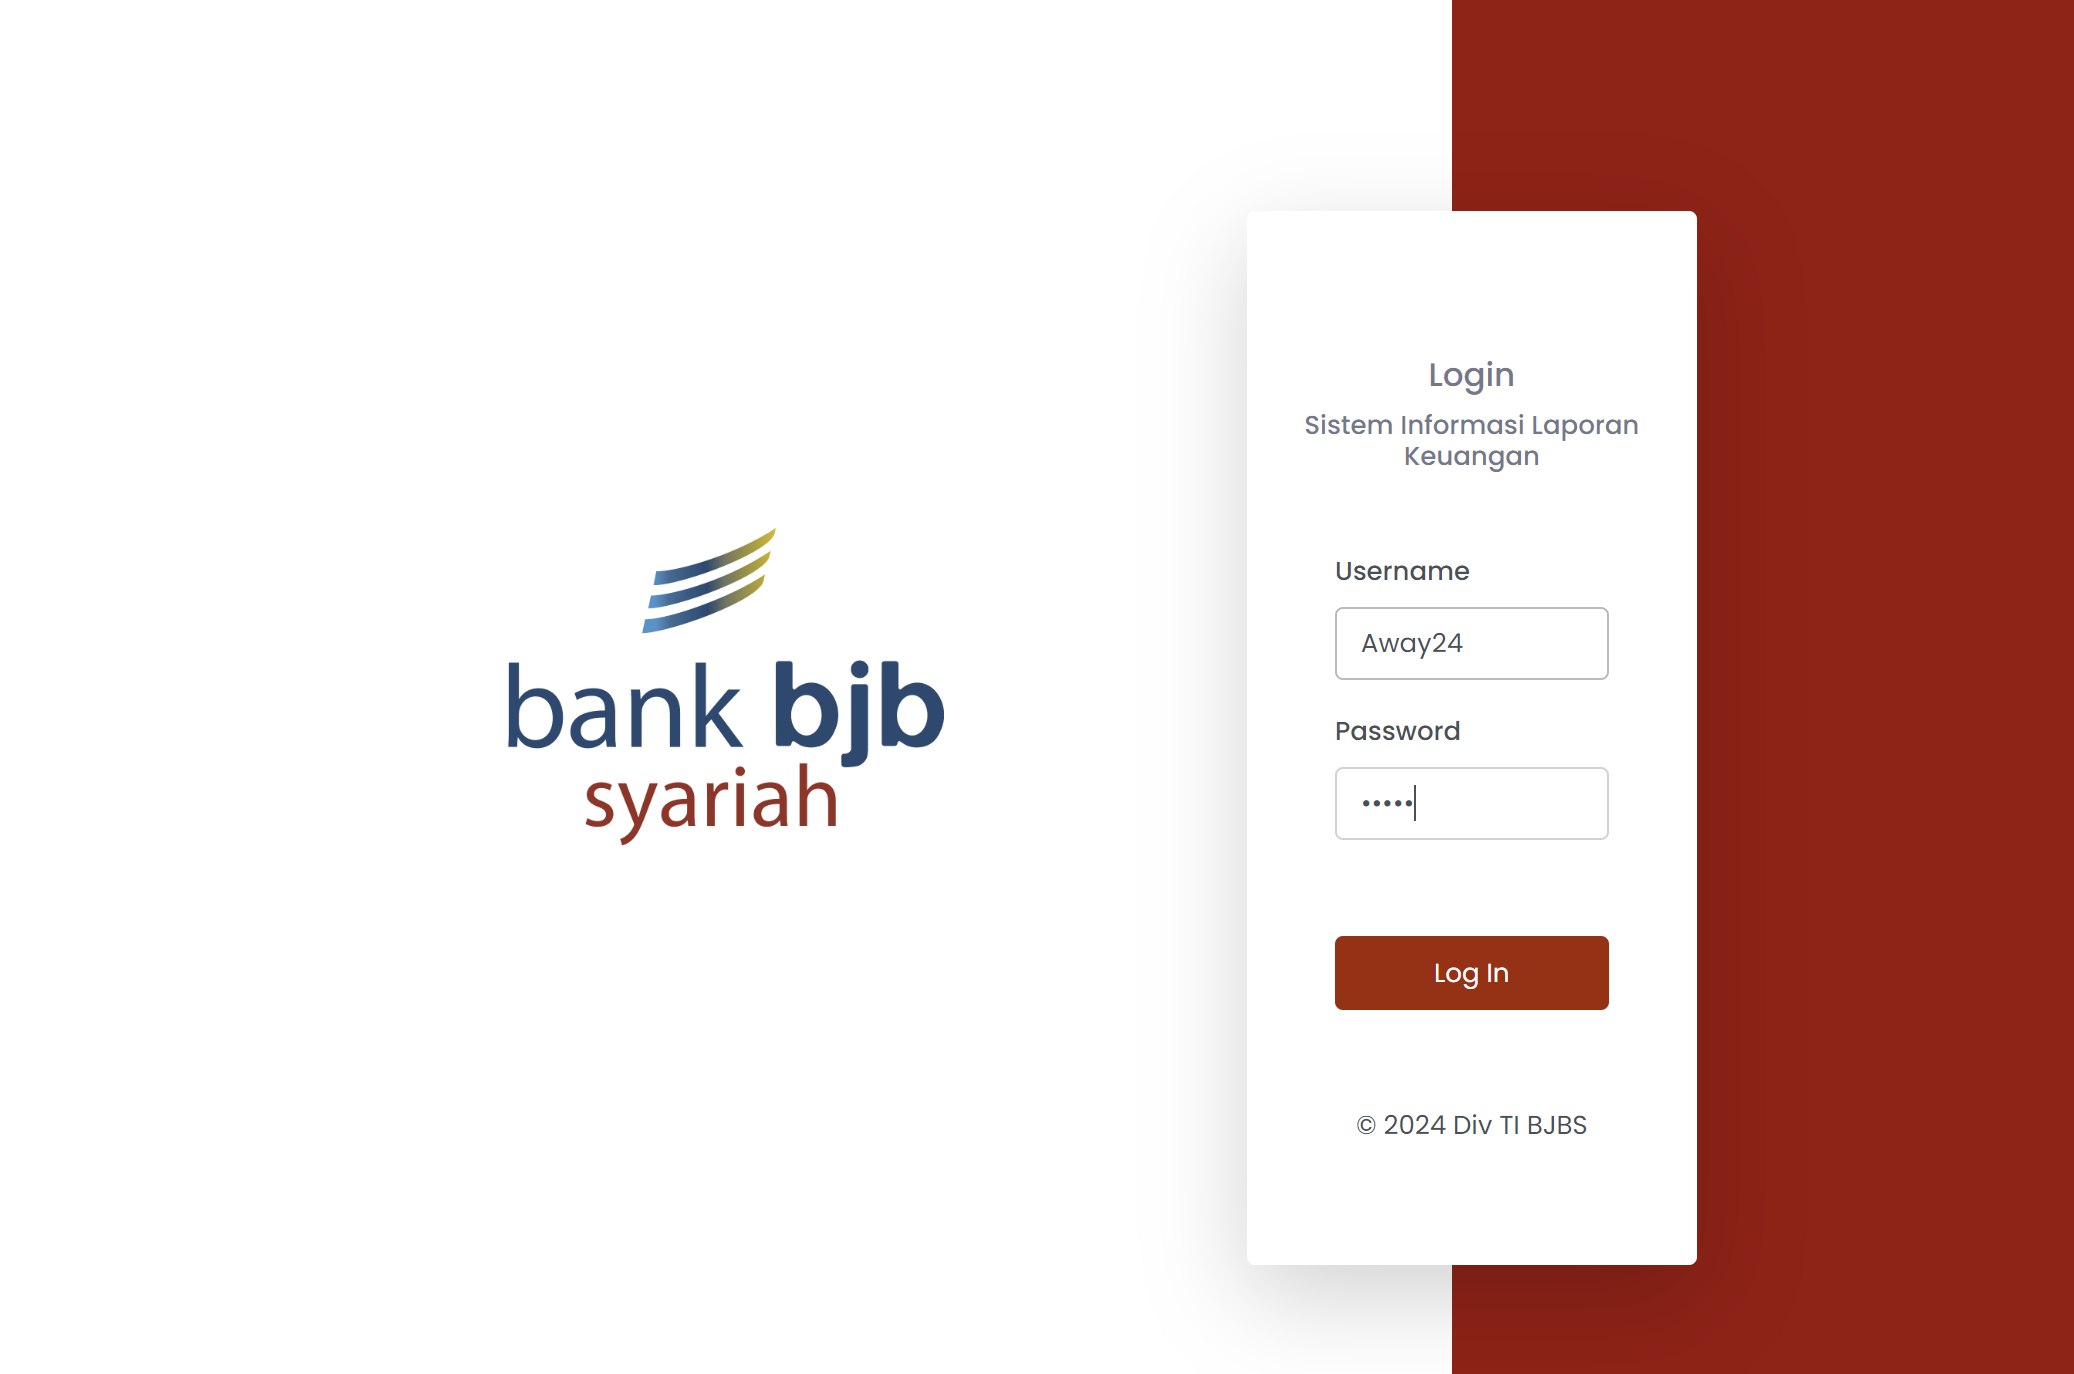 bank bjb
syariah
Login
Sistem Informasi Laporan
Keuangan
Username
Away24
Password
•••••
Log In
© 2024 Div TI BJBS